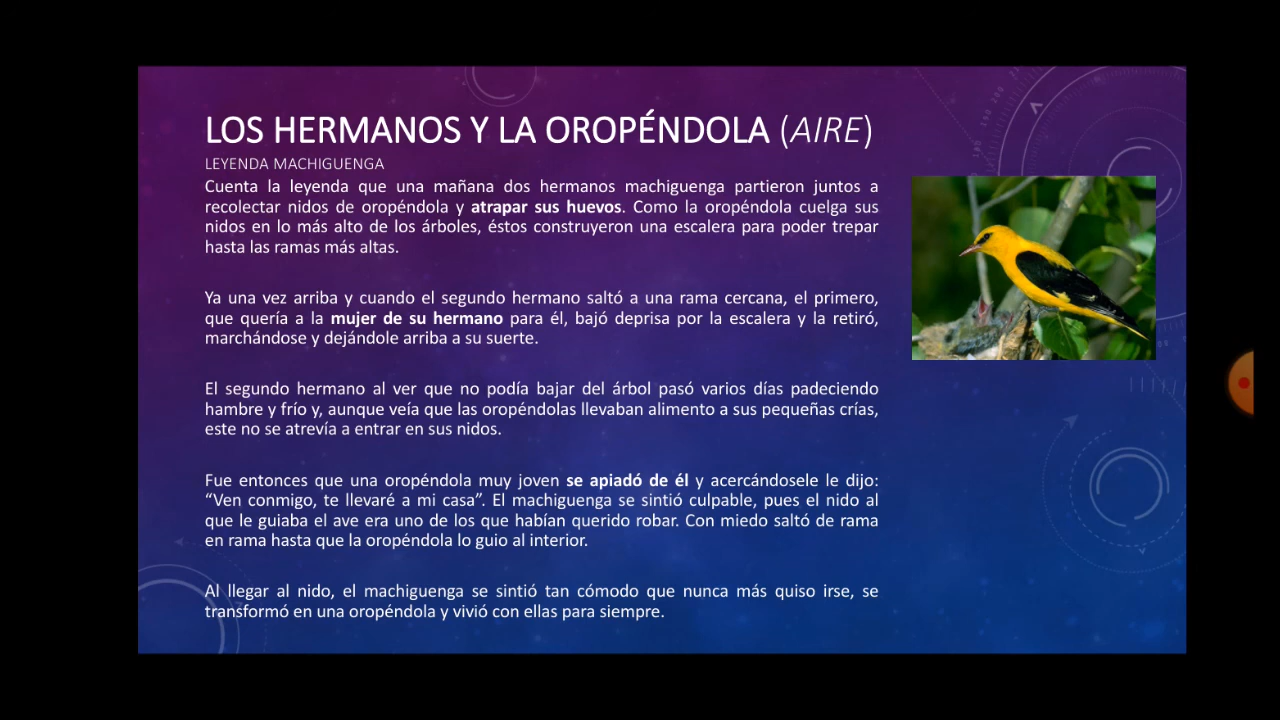 LOS HERMANOS Y LA OROPÉNDOLA (AIRE)
LEYENDA MACHIGUENGA
Cuenta la leyenda que una mañana dos hermanos machiguenga partieron juntos a
recolectar nidos de oropéndola y atrapar sus huevos. Como la oropéndola cuelga sus
nidos en lo más alto de los árboles, éstos construyeron una escalera para poder trepar
hasta las ramas más altas.
Ya una vez arriba y cuando el segundo hermano saltó a una rama cercana, el primero,
que quería a la mujer de su hermano para él, bajó deprisa por la escalera y la retiró,
marchándose y dejándole arriba a su suerte.
El segundo hermano al ver que no podía bajar del árbol pasó varios días padeciendo
hambre y frío y, aunque veía que las oropéndolas llevaban alimento a sus pequeñas crías,
este no se atrevía a entrar en sus nidos.
Fue entonces que una oropéndola muy joven se apiadó de él y acercándosele le dijo:
“Ven conmigo, te llevaré a mi casa”. El machiguenga se sintió culpable, pues el nido al
que le guiaba el ave era uno de los que habían querido robar. Con miedo saltó de rama
en rama hasta que la oropéndola lo guio al interior.
Al llegar al nido, el machiguenga se sintió tan cómodo que nunca más quiso irse, se
transformó en una oropéndola y vivió con ellas para siempre.